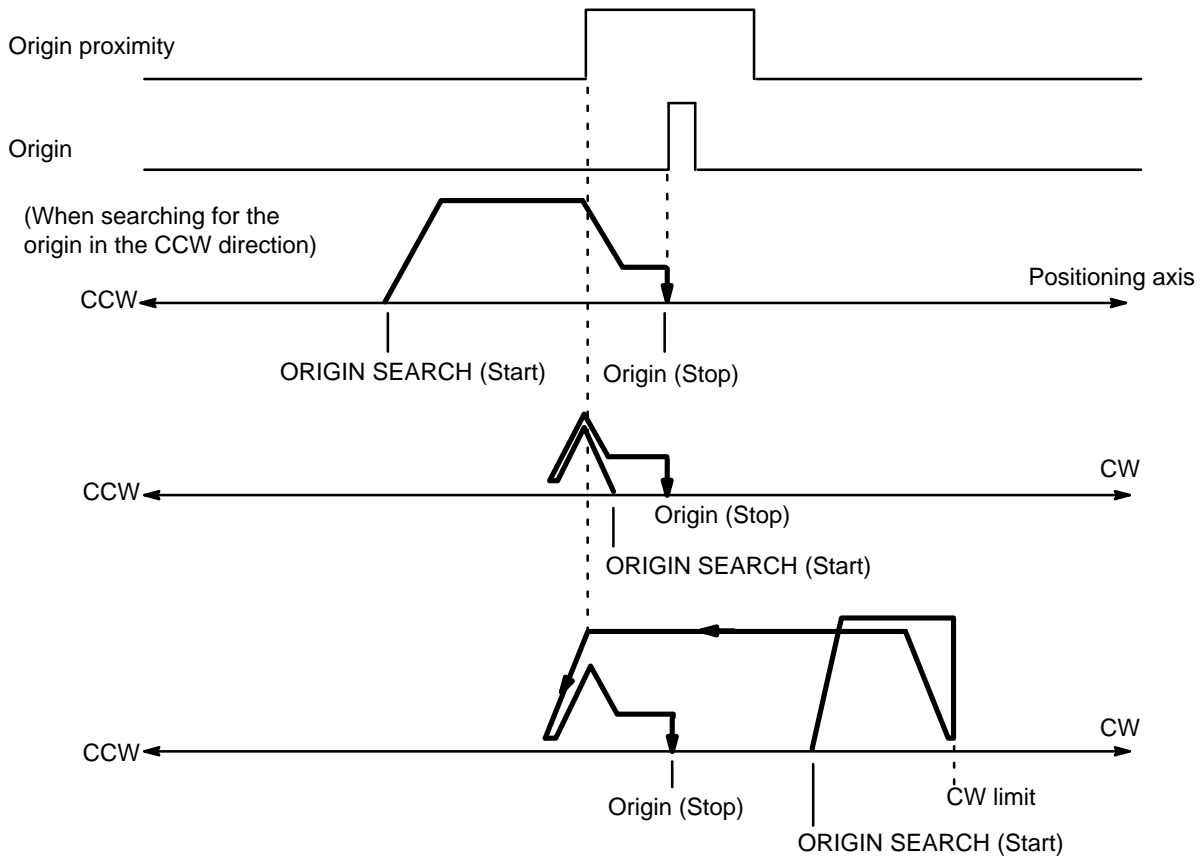 Origin proximity
Origin
(When searching for the
origin in the CCW direction)
Positioning axis
CCW
ORIGIN SEARCH (Start)
Origin (Stop)
CW
CCW
Origin (Stop)
ORIGIN SEARCH (Start)
CW
CCW
CW limit
Origin (Stop)
ORIGIN SEARCH (Start)